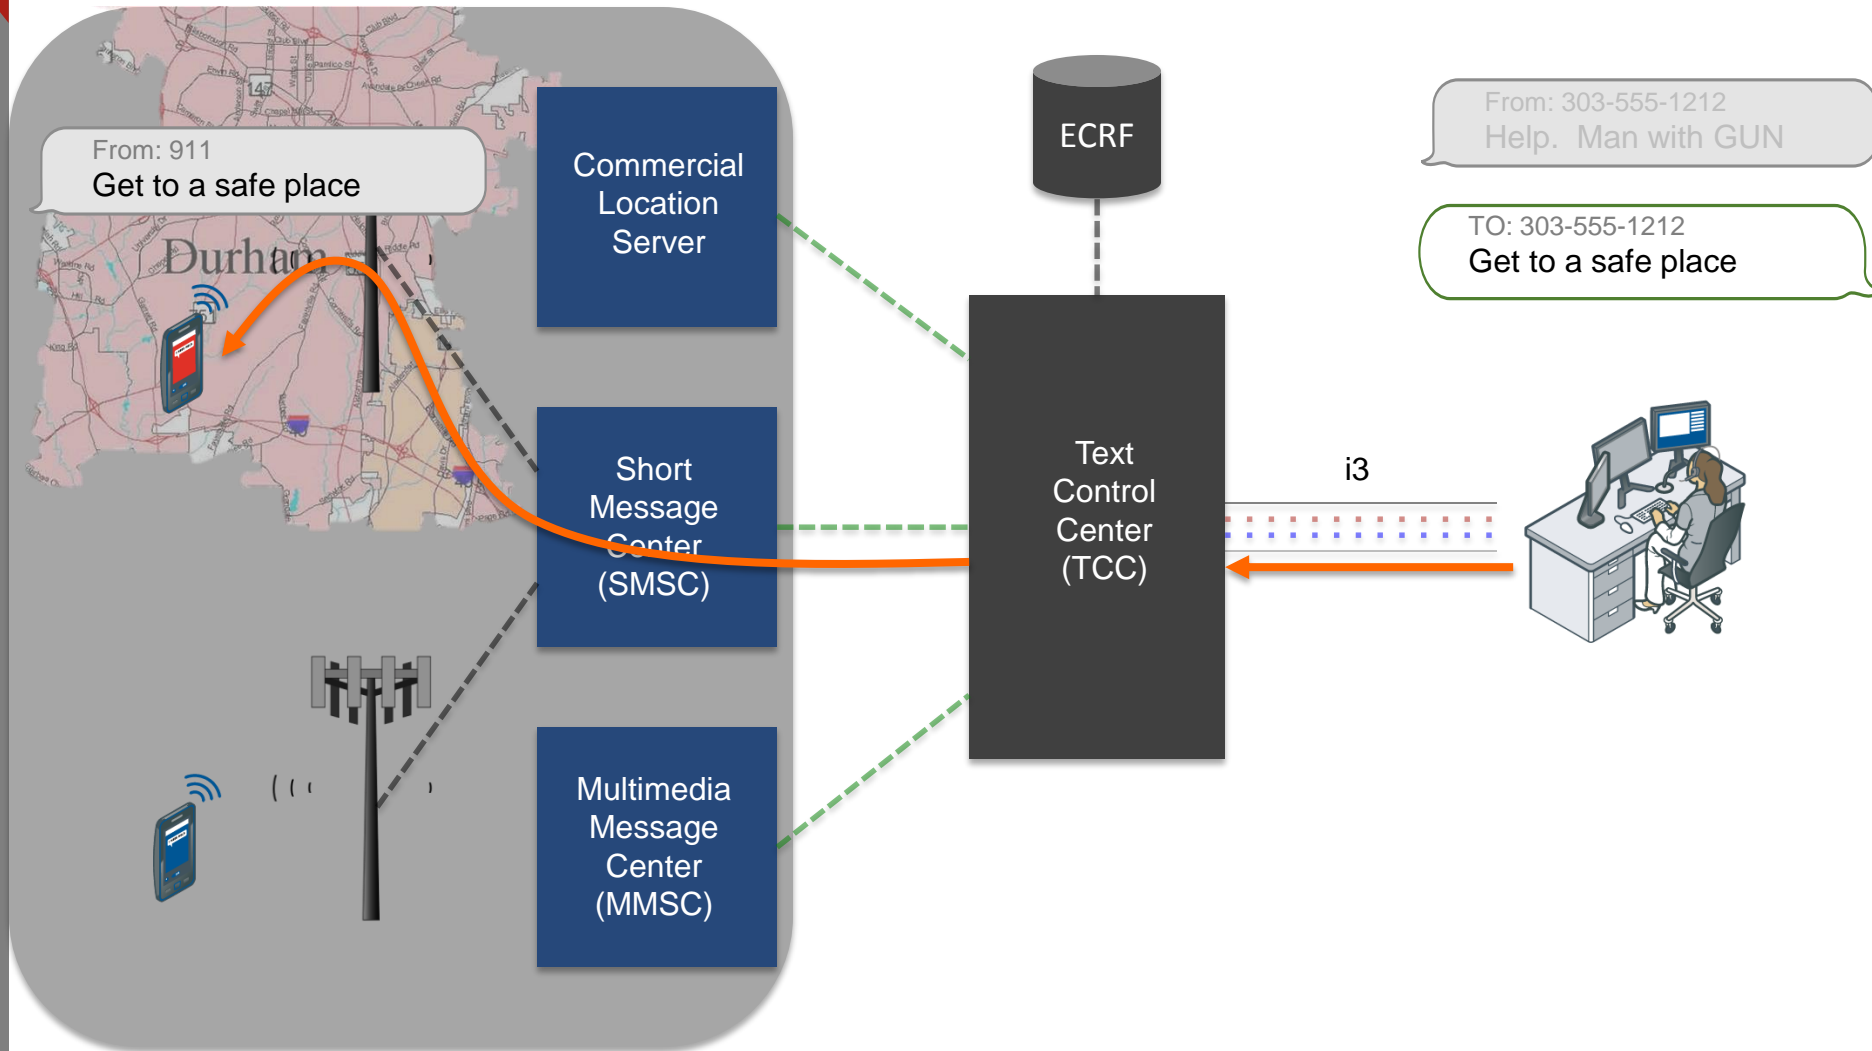 From: 911
Get to a safe place
Durham
147
Commercial
Location
Server
Short
Message
Center
(SMSC)
Multimedia
Message
Center
(MMSC)
ECRF
Text
Control
Center
(TCC)
i3
From: 303-555-1212
Help.  Man with GUN
TO: 303-555-1212
Get to a safe place